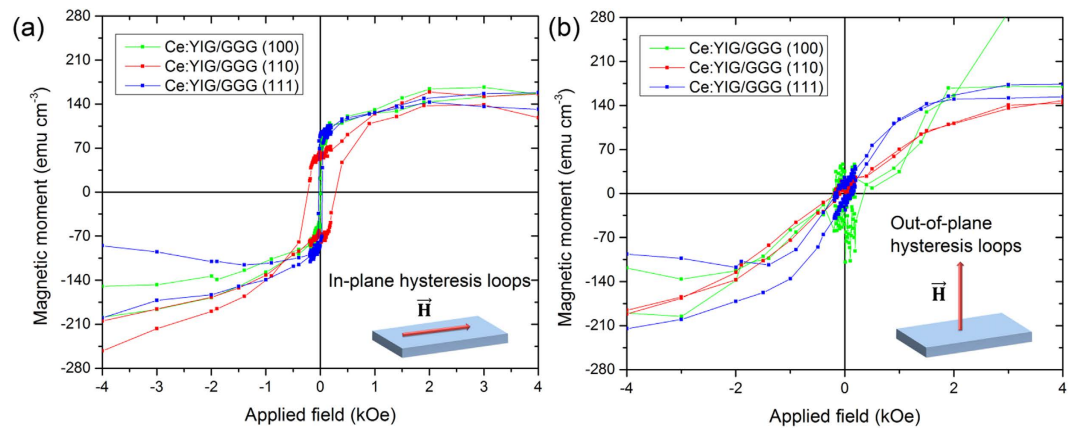 (a)
Ce:YIG/GGG (100)
Ce:YIG/GGG (110)
Ce:YIG/GGG (111)
280
210
140
70
0
-70
-140
-210
-280
Magnetic moment (emu cm⁻³)
In-plane hysteresis loops
H
-4 -3 -2 -1 0 1 2 3 4
Applied field (kOe)
(b)
Ce:YIG/GGG (100)
Ce:YIG/GGG (110)
Ce:YIG/GGG (111)
280
210
140
70
0
-70
-140
-210
-280
Magnetic moment (emu cm⁻³)
Out-of-plane
hysteresis loops
H
-4 -2 0 2 4
Applied field (kOe)